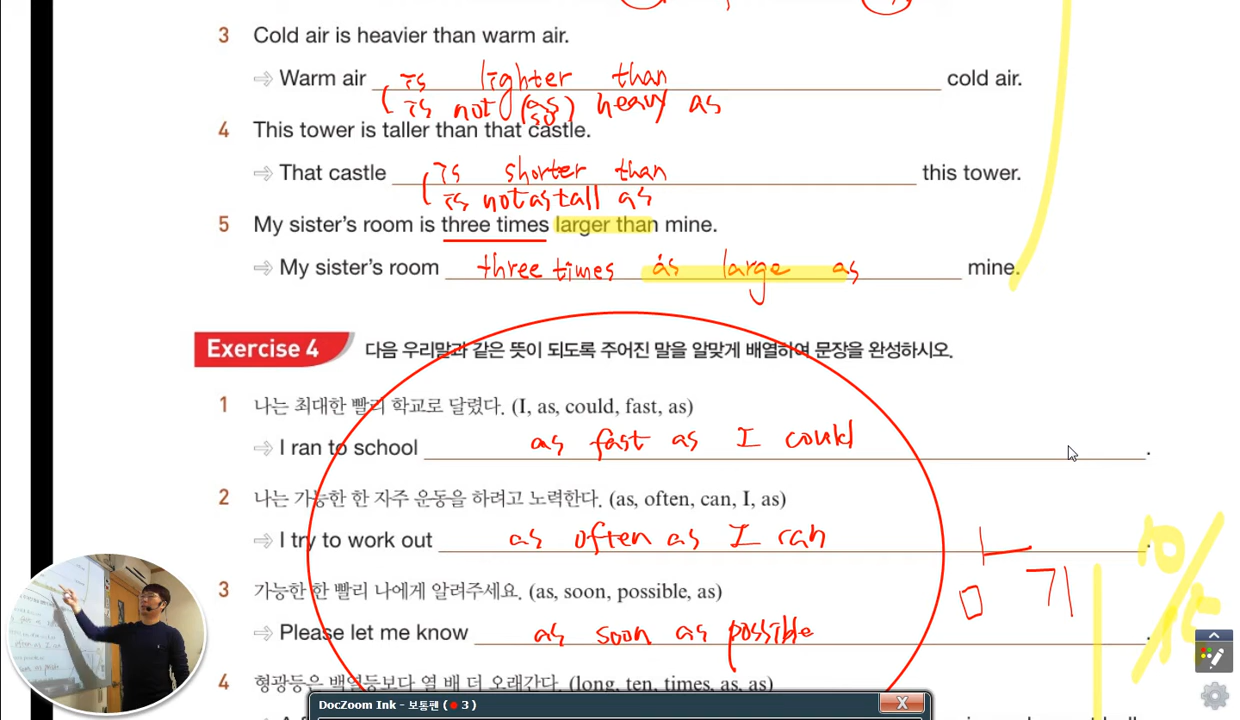 3 Cold air is heavier than warm air.
⇨ Warm air is lighter than cold air.
is not (as) heavy as
so
4 This tower is taller than that castle.
⇨ That castle is shorter than this tower.
is not as tall as
5 My sister's room is three times larger than mine.
⇨ My sister's room three times as large as mine.
Exercise 4 다음 우리말과 같은 뜻이 되도록 주어진 말을 알맞게 배열하여 문장을 완성하시오.
1 나는 최대한 빨리 학교로 달렸다. (I, as, could, fast, as)
⇨ I ran to school as fast as I could .
2 나는 가능한 한 자주 운동을 하려고 노력한다. (as, often, can, I, as)
⇨ I try to work out as often as I can .
3 가능한 한 빨리 나에게 알려주세요. (as, soon, possible, as)
⇨ Please let me know as soon as possible .
4 형광등은 백열등보다 열 배 더 오래간다. (long, ten, times, as, as)
DocZoom Ink - 보통펜 ( 3 ) X